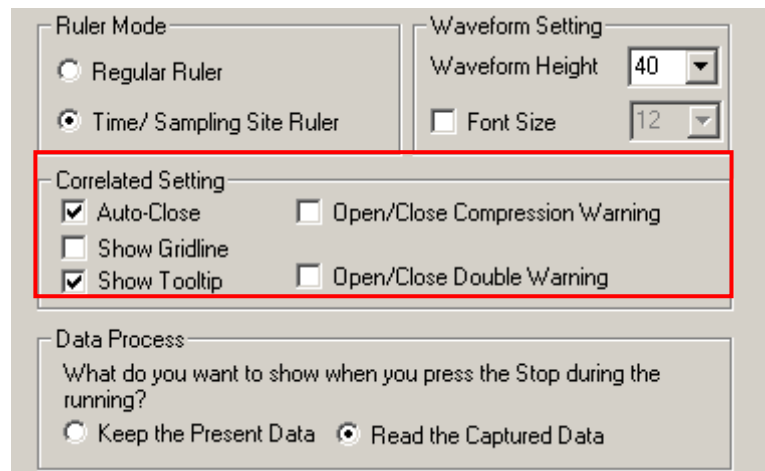 Ruler Mode
Regular Ruler
Time/ Sampling Site Ruler
Waveform Setting
Waveform Height 40
Font Size 12
Correlated Setting
Auto-Close
Show Gridline
Show Tooltip
Open/Close Compression Warning
Open/Close Double Warning
Data Process
What do you want to show when you press the Stop during the
running?
Keep the Present Data Read the Captured Data